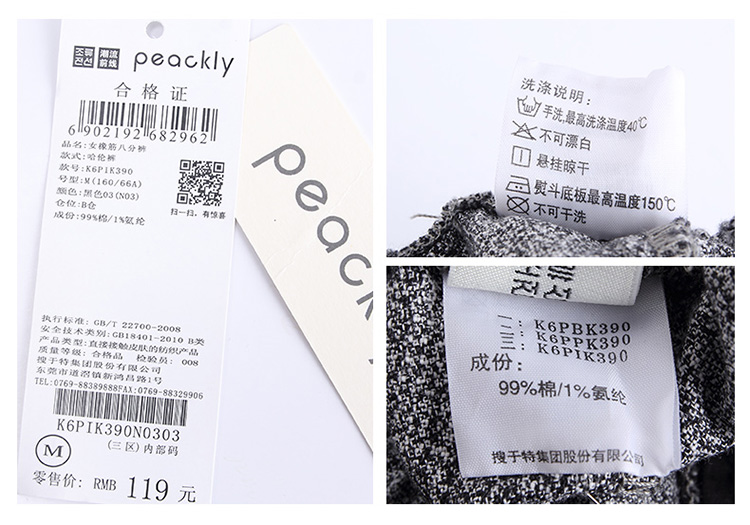 潮流
前线
peackly
合格证
6 902192 682962
品名: 女橡筋八分裤
款式: 哈伦裤
款号: K6PIK390
号型: M(160/66A)
颜色: 黑色03(N03)
仓位: B仓
成份: 99%棉/1%氨纶
扫一扫,有惊喜
执行标准: GB/T 22700-2008
安全技术类别: GB18401-2010 B类
产品类型: 直接接触皮肤的纺织产品
质量等级: 合格品 检验员: 008
搜于特集团股份有限公司
东莞市道滘镇新鸿昌路1号
TEL:0769-88389888FAX:0769-88329906
K6PIK390N0303
(三区)内部码
M
零售价: RMB 119 元
peackly
洗涤说明:
手洗,最高洗涤温度40℃
不可漂白
悬挂晾干
熨斗底板最高温度150℃
不可干洗
一: K6PBK390
二: K6PPK390
三: K6PIK390
成份:
99%棉/1%氨纶
搜于特集团股份有限公司